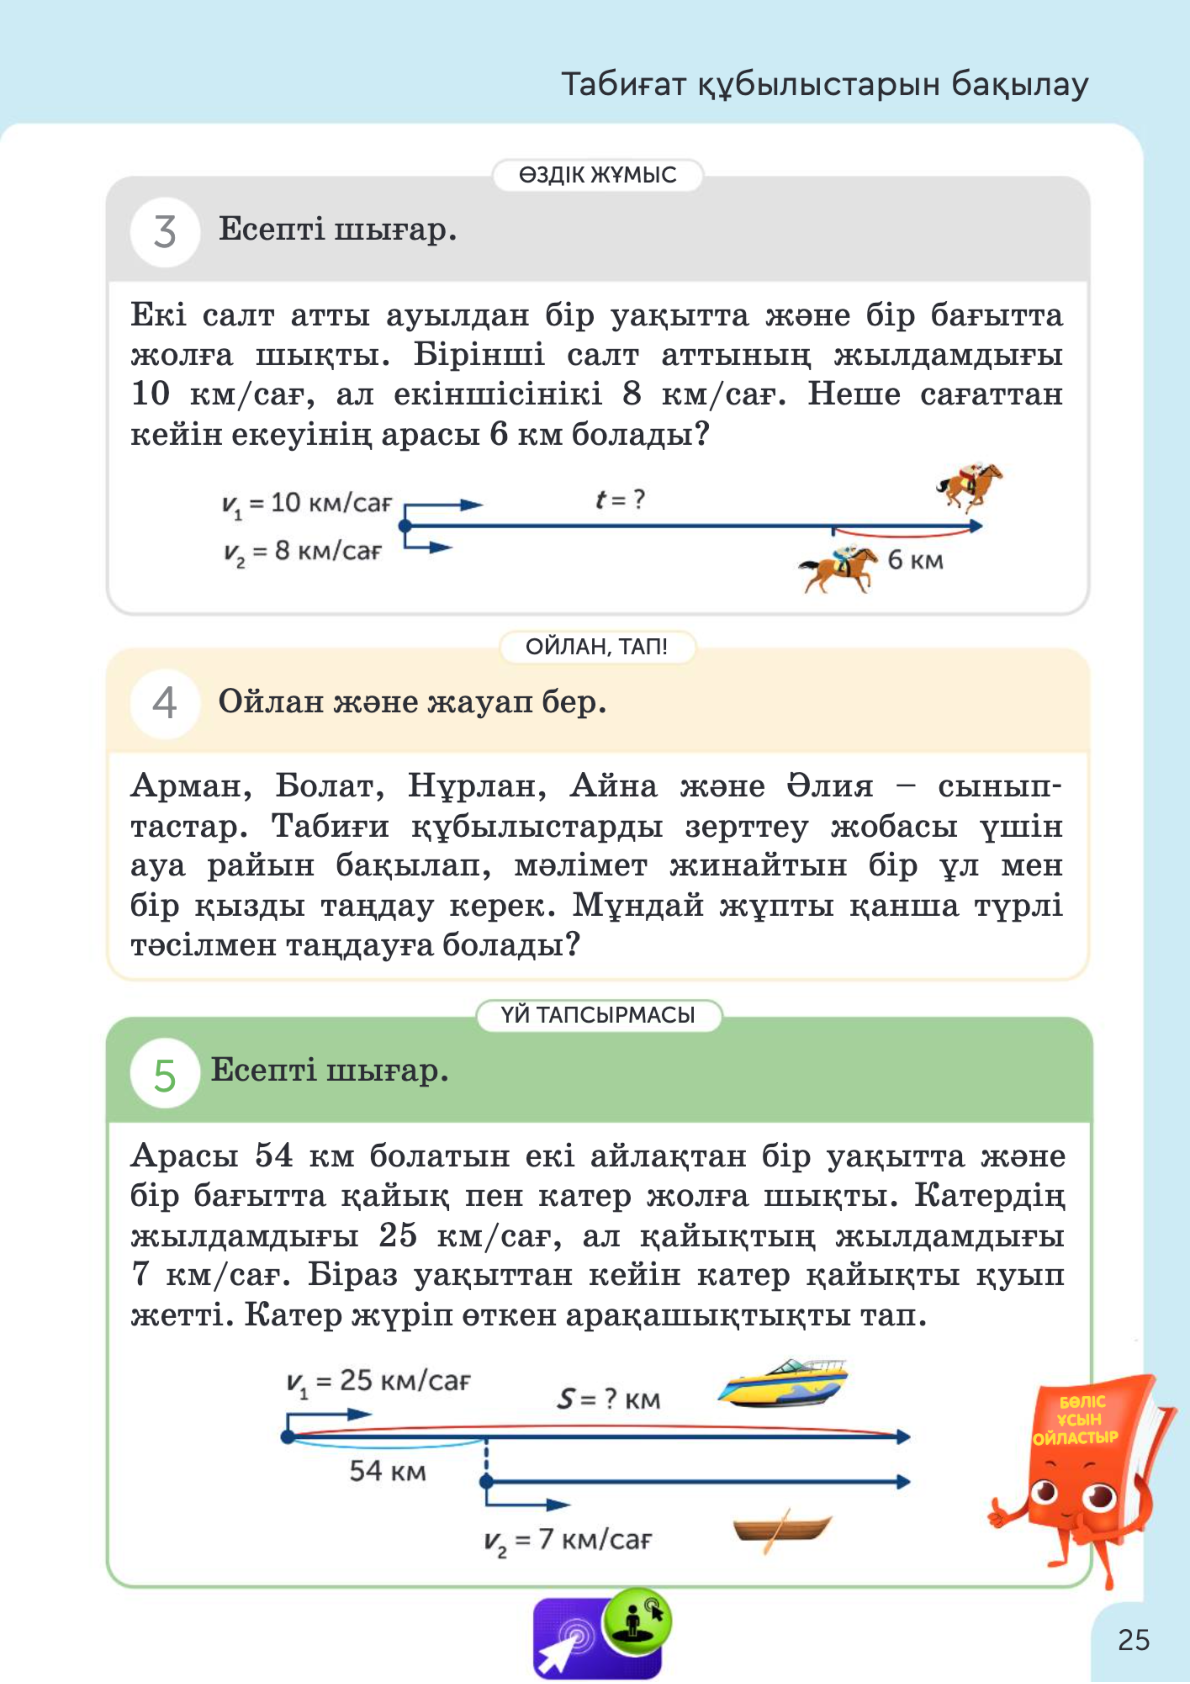 Табиғат құбылыстарын бақылау
ӨЗДІК ЖҰМЫС
3 Есепті шығар.
Екі салт атты ауылдан бір уақытта және бір бағытта
жолға шықты. Бірінші салт аттының жылдамдығы
10 км/сағ, ал екіншісінікі 8 км/сағ. Неше сағаттан
кейін екеуінің арасы 6 км болады?
v₁ = 10 км/сағ
t = ?
v₂ = 8 км/сағ
6 км
ОЙЛАН, ТАП!
4 Ойлан және жауап бер.
Арман, Болат, Нұрлан, Айна және Әлия – сынып-
тастар. Табиғи құбылыстарды зерттеу жобасы үшін
ауа райын бақылап, мәлімет жинайтын бір ұл мен
бір қызды таңдау керек. Мұндай жұпты қанша түрлі
тәсілмен таңдауға болады?
ҮЙ ТАПСЫРМАСЫ
5 Есепті шығар.
Арасы 54 км болатын екі айлақтан бір уақытта және
бір бағытта қайық пен катер жолға шықты. Катердің
жылдамдығы 25 км/сағ, ал қайықтың жылдамдығы
7 км/сағ. Біраз уақыттан кейін катер қайықты қуып
жетті. Катер жүріп өткен арақашықтықты тап.
v₁ = 25 км/сағ
S = ? км
54 км
v₂ = 7 км/сағ
БӨЛІС
ҰСЫН
ОЙЛАСТЫР
25